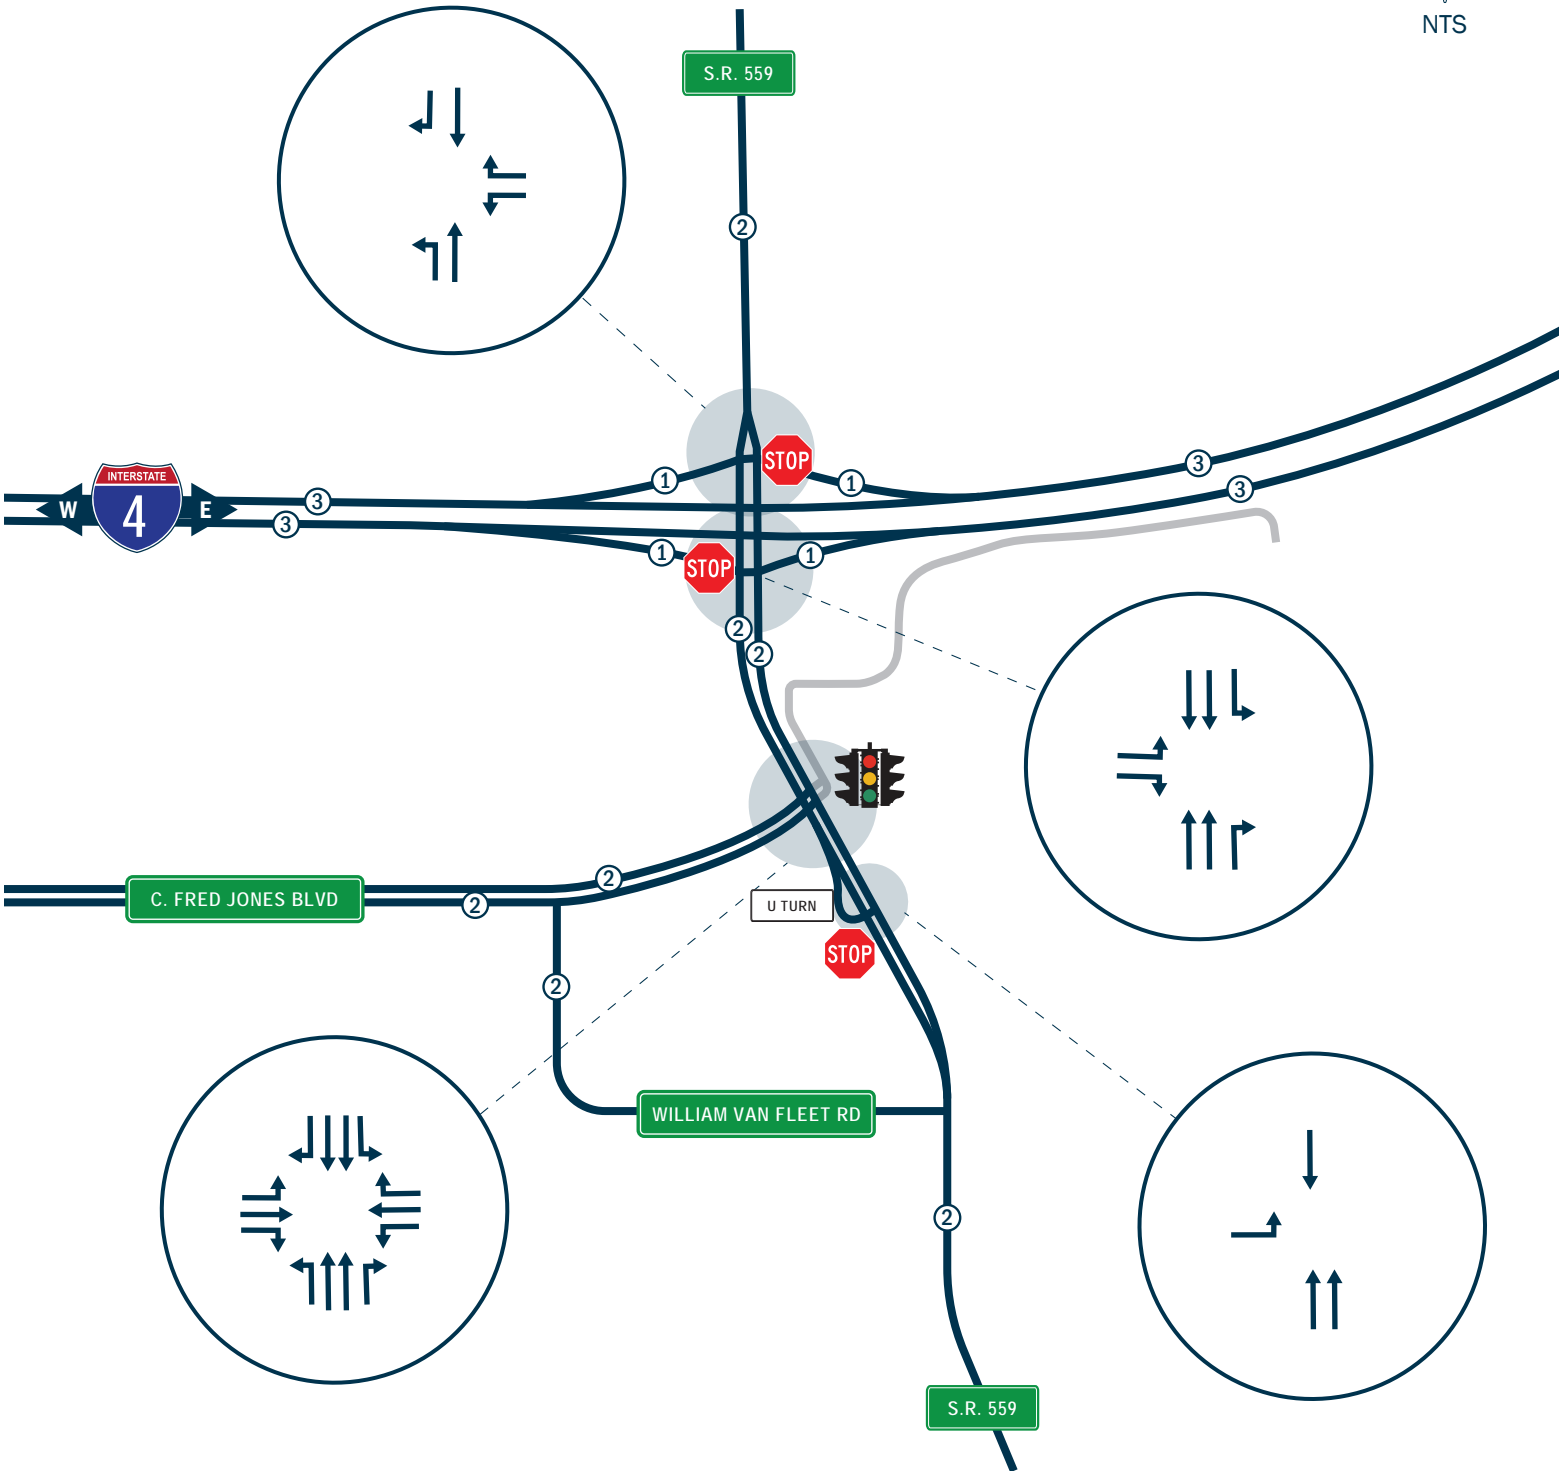 NTS
S.R. 559
2
STOP
1
1
3
INTERSTATE
W
4
E
3
3
3
1
STOP
1
2
2
2
C. FRED JONES BLVD
2
U TURN
STOP
2
WILLIAM VAN FLEET RD
2
S.R. 559